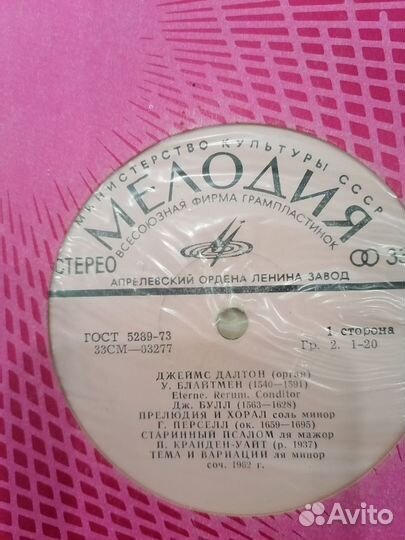 МИНИСТЕРСТВО КУЛЬТУРЫ СССР
МЕЛОДИЯ
ВСЕСОЮЗНАЯ ФИРМА ГРАМПЛАСТИНОК
СТЕРЕО
33
АПРЕЛЕВСКИЙ ОРДЕНА ЛЕНИНА ЗАВОД
ГОСТ 5289-73
33СМ—03277
1 сторона
Гр. 2. 1-20
ДЖЕЙМС ДАЛТОН (орган)
У. БЛАЙТМЕН (1540—1591)
Eterne. Rerum. Conditor
Дж. БУЛЛ (1563—1628)
ПРЕЛЮДИЯ И ХОРАЛ соль минор
Г. ПЕРСЕЛЛ (ок. 1659—1695)
СТАРИННЫЙ ПСАЛОМ ля мажор
П. КРАНДЕН-УАЙТ (р. 1937)
ТЕМА И ВАРИАЦИИ ля минор
соч. 1962 г.
Avito